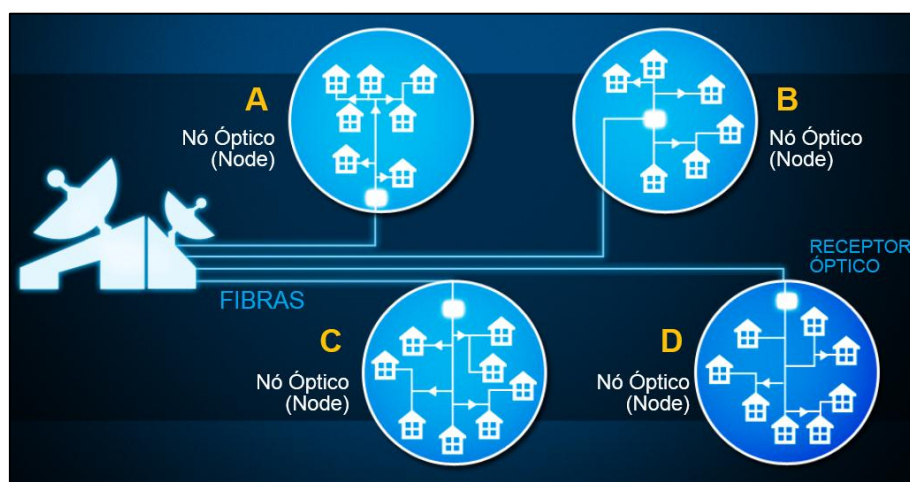 A
Nó Óptico
(Node)
B
Nó Óptico
(Node)
RECEPTOR
ÓPTICO
FIBRAS
C
Nó Óptico
(Node)
D
Nó Óptico
(Node)